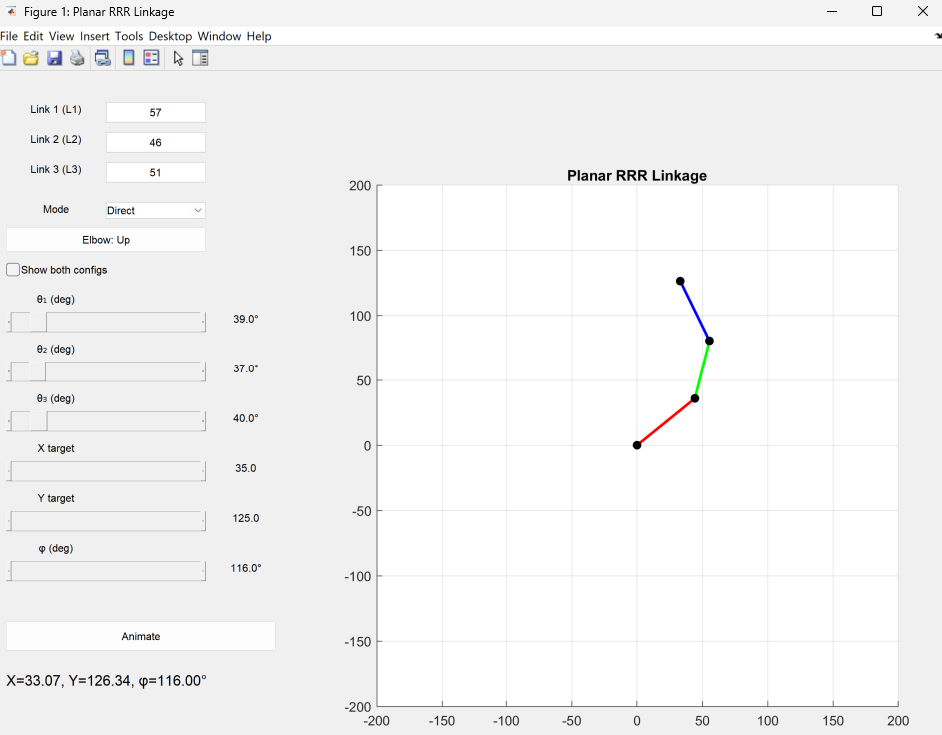 Figure 1: Planar RRR Linkage
File Edit View Insert Tools Desktop Window Help
Link 1 (L1) 57
Link 2 (L2) 46
Link 3 (L3) 51
Mode Direct
Elbow: Up
Show both configs
θ₁ (deg)
39.0°
θ₂ (deg)
37.0°
θ₃ (deg)
40.0°
X target
35.0
Y target
125.0
φ (deg)
116.0°
Animate
X=33.07, Y=126.34, φ=116.00°
Planar RRR Linkage
200
150
100
50
0
-50
-100
-150
-200
-200 -150 -100 -50 0 50 100 150 200